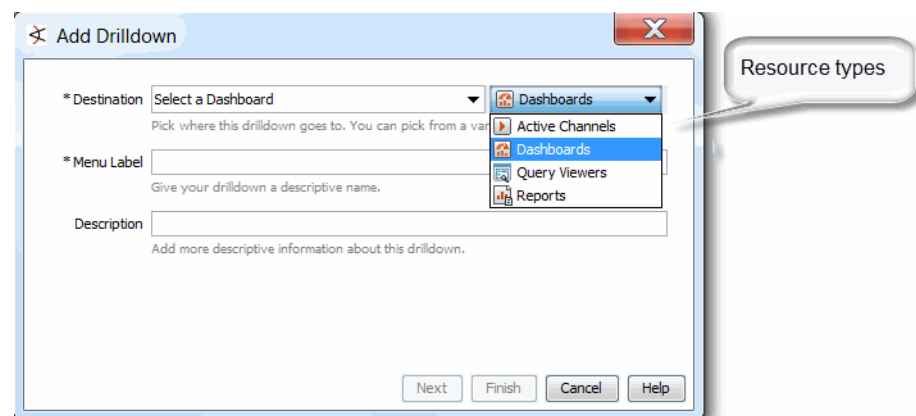 Add Drilldown
Resource types
* Destination Select a Dashboard Dashboards
Pick where this drilldown goes to. You can pick from a var
Active Channels
Dashboards
Query Viewers
Reports
* Menu Label
Give your drilldown a descriptive name.
Description
Add more descriptive information about this drilldown.
Next Finish Cancel Help